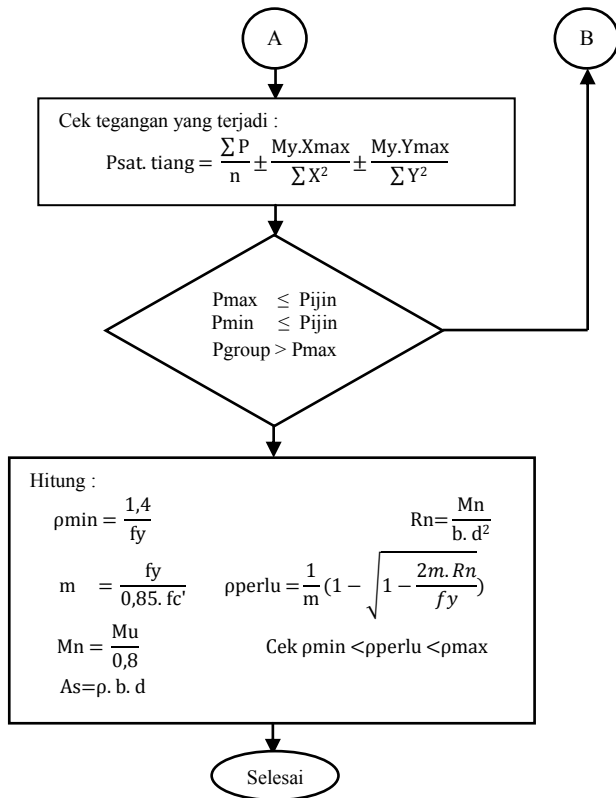 A
B
Cek tegangan yang terjadi :
Psat. tiang = ∑ P / n ± My.Xmax / ∑ X² ± My.Ymax / ∑ Y²
Pmax ≤ Pijin
Pmin ≤ Pijin
Pgroup > Pmax
Hitung :
ρmin = 1,4 / fy
Rn= Mn / b. d²
m = fy / 0,85. fc'
ρperlu = 1/m (1 − √(1 − 2m. Rn / fy))
Mn = Mu / 0,8
Cek ρmin <ρperlu <ρmax
As=ρ. b. d
Selesai